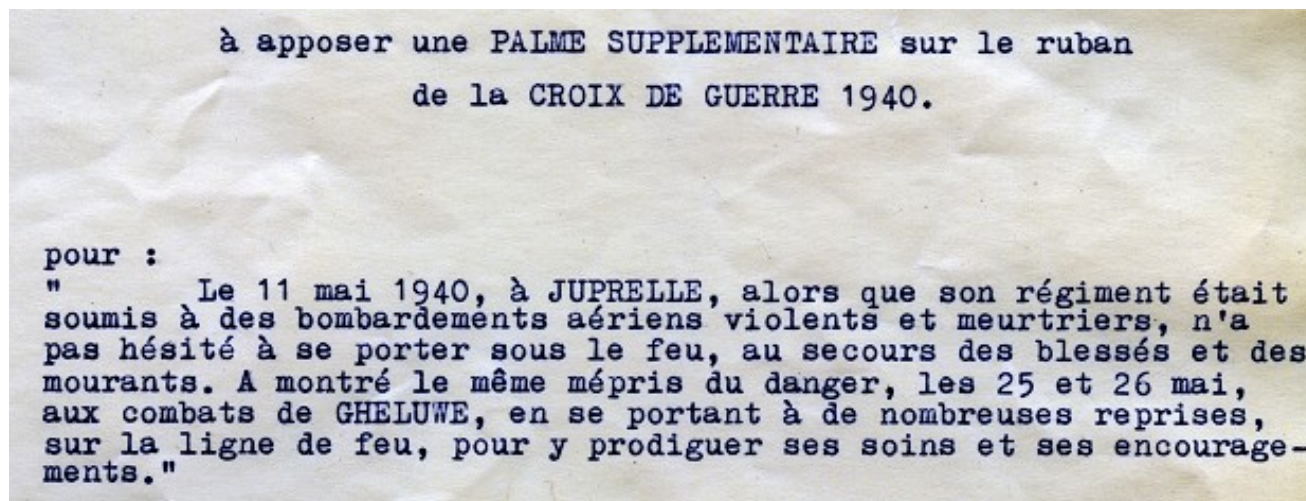 à apposer une PALME SUPPLEMENTAIRE sur le ruban
de la CROIX DE GUERRE 1940.
pour :
" Le 11 mai 1940, à JUPRELLE, alors que son régiment était
soumis à des bombardements aériens violents et meurtriers, n'a
pas hésité à se porter sous le feu, au secours des blessés et des
mourants. A montré le même mépris du danger, les 25 et 26 mai,
aux combats de GHELUWE, en se portant à de nombreuses reprises,
sur la ligne de feu, pour y prodiguer ses soins et ses encourage-
ments."